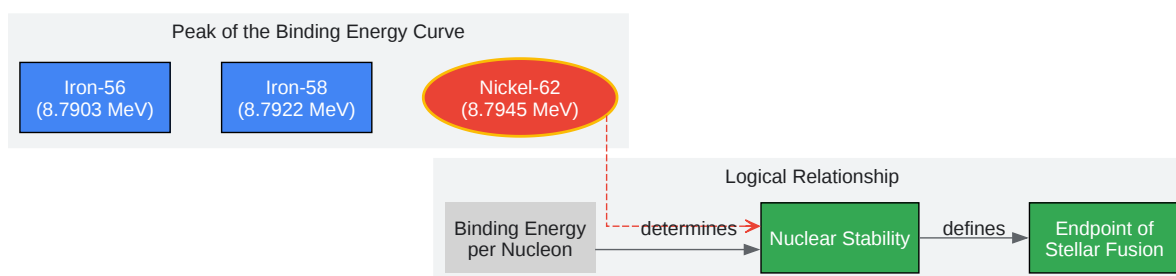 Peak of the Binding Energy Curve
Iron-56
(8.7903 MeV)
Iron-58
(8.7922 MeV)
Nickel-62
(8.7945 MeV)
Logical Relationship
Binding Energy
per Nucleon
determines
Nuclear Stability
defines
Endpoint of
Stellar Fusion